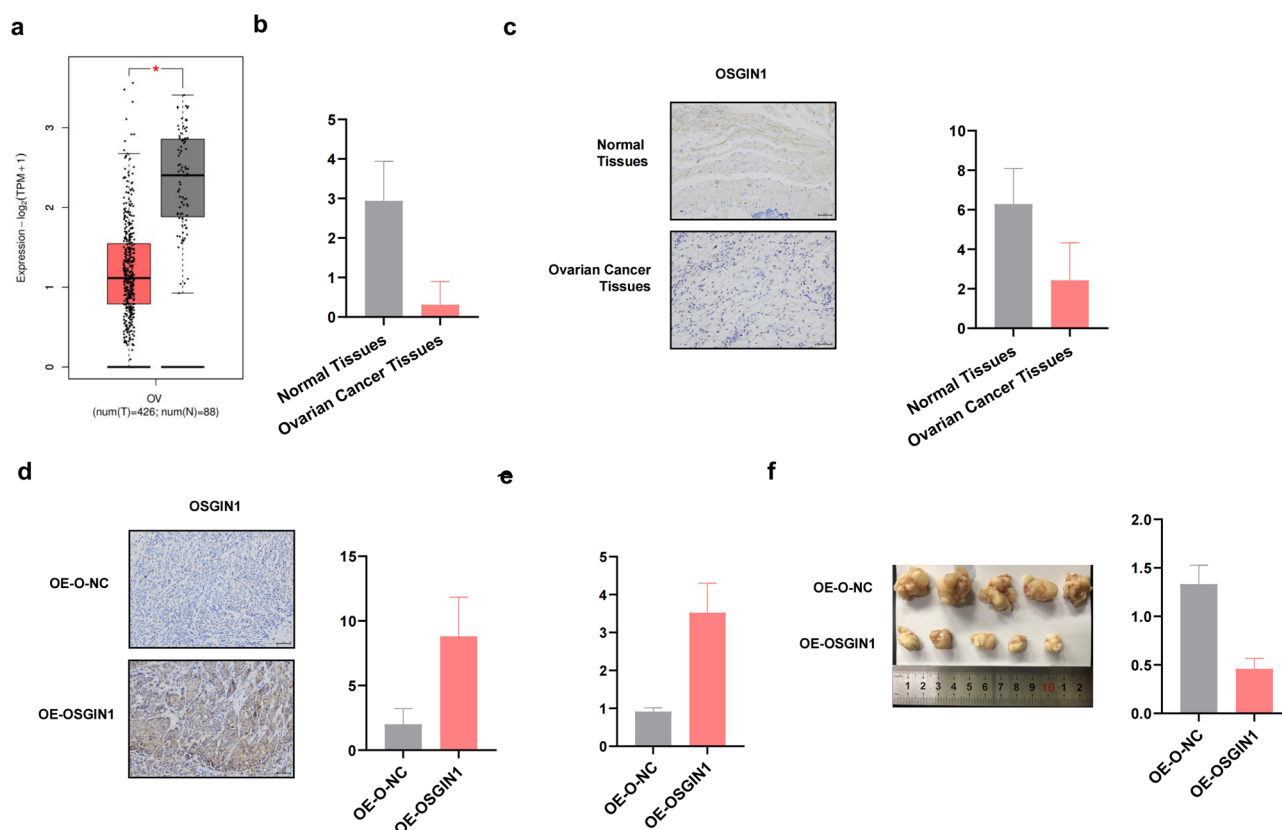 a
b
c
*
Expression − log₂(TPM + 1)
3
2
1
0
OV
(num(T)=426; num(N)=88)
5
4
3
2
1
0
Normal Tissues
Ovarian Cancer Tissues
OSGIN1
Normal
Tissues
Ovarian Cancer
Tissues
10
8
6
4
2
0
Normal Tissues
Ovarian Cancer Tissues
d
e
f
OSGIN1
OE-O-NC
OE-OSGIN1
15
10
5
0
OE-O-NC
OE-OSGIN1
5
4
3
2
1
0
OE-O-NC
OE-OSGIN1
OE-O-NC
OE-OSGIN1
1 2 3 4 5 6 7 8 9 10 1 2
2.0
1.5
1.0
0.5
0.0
OE-O-NC
OE-OSGIN1